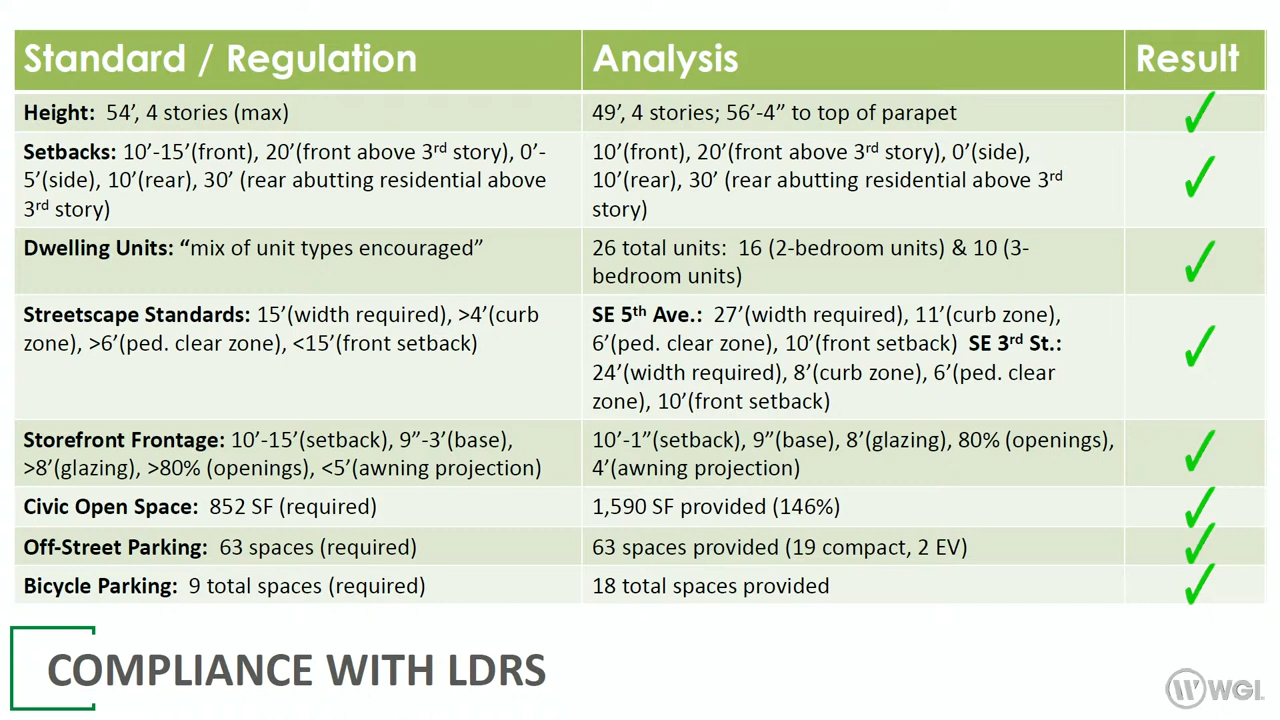 Standard / Regulation
Analysis
Result
Height: 54’, 4 stories (max)
49’, 4 stories; 56’-4” to top of parapet
✓
Setbacks: 10’-15’(front), 20’(front above 3rd story), 0’-
5’(side), 10’(rear), 30’ (rear abutting residential above
3rd story)
10’(front), 20’(front above 3rd story), 0’(side),
10’(rear), 30’ (rear abutting residential above 3rd
story)
✓
Dwelling Units: “mix of unit types encouraged”
26 total units: 16 (2-bedroom units) & 10 (3-
bedroom units)
✓
Streetscape Standards: 15’(width required), >4’(curb
zone), >6’(ped. clear zone), <15’(front setback)
SE 5th Ave.: 27’(width required), 11’(curb zone),
6’(ped. clear zone), 10’(front setback) SE 3rd St.:
24’(width required), 8’(curb zone), 6’(ped. clear
zone), 10’(front setback)
✓
Storefront Frontage: 10’-15’(setback), 9”-3’(base),
>8’(glazing), >80% (openings), <5’(awning projection)
10’-1”(setback), 9”(base), 8’(glazing), 80% (openings),
4’(awning projection)
✓
Civic Open Space: 852 SF (required)
1,590 SF provided (146%)
✓
Off-Street Parking: 63 spaces (required)
63 spaces provided (19 compact, 2 EV)
✓
Bicycle Parking: 9 total spaces (required)
18 total spaces provided
✓
COMPLIANCE WITH LDRS
WGI